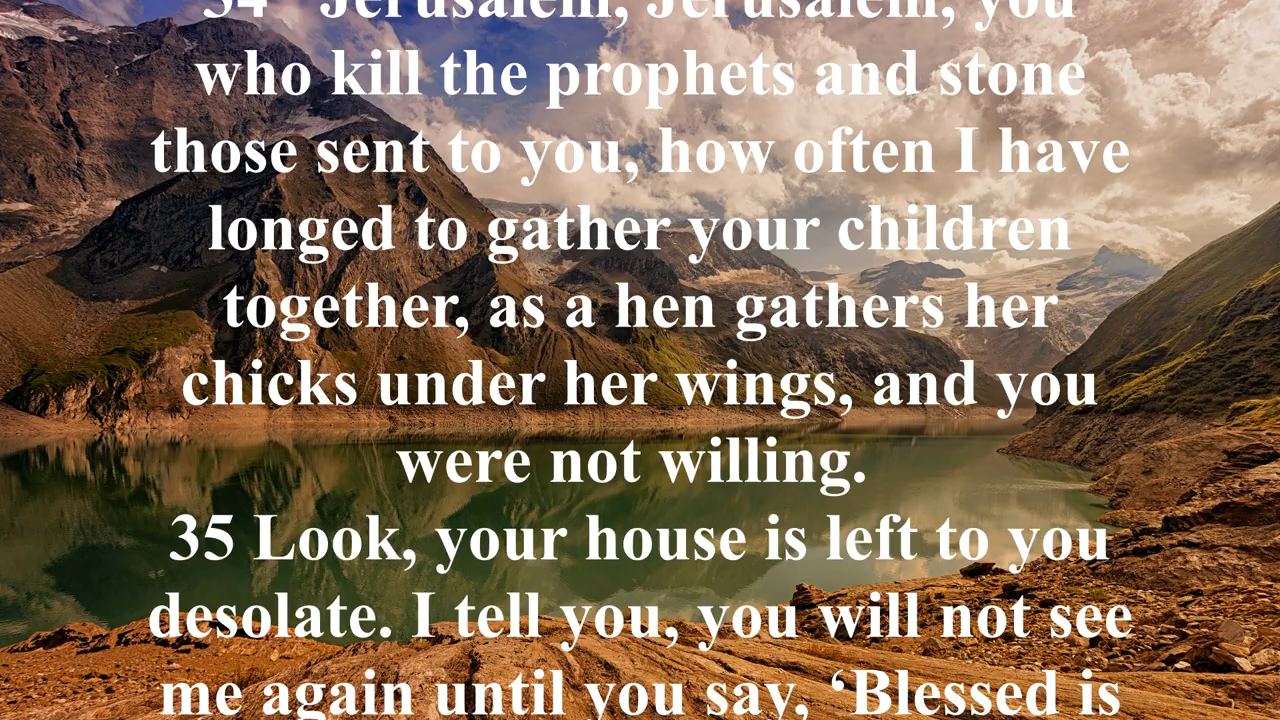 34 “Jerusalem, Jerusalem, you
who kill the prophets and stone
those sent to you, how often I have
longed to gather your children
together, as a hen gathers her
chicks under her wings, and you
were not willing.
35 Look, your house is left to you
desolate. I tell you, you will not see
me again until you say, ‘Blessed is